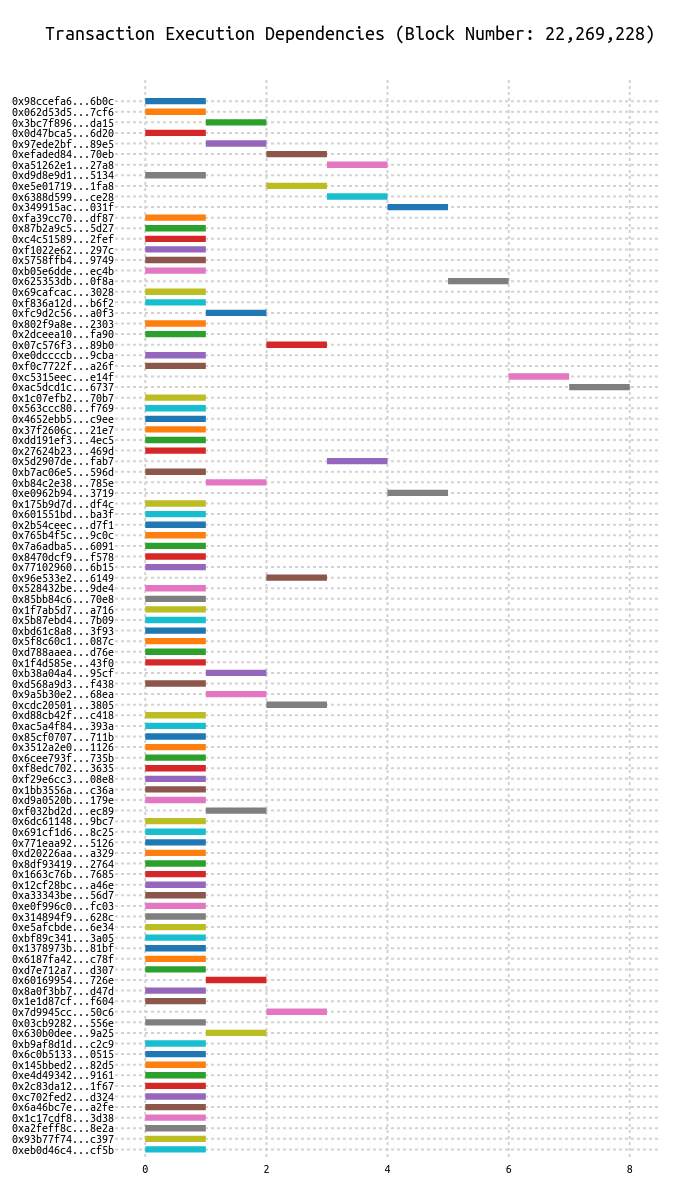 Transaction Execution Dependencies (Block Number: 22,269,228)
0x98ccefa6...6b0c
0x062d53d5...7cf6
0x3bc7f896...da15
0x0d47bca5...6d20
0x97ede2bf...89e5
0xefaded84...70eb
0xa51262e1...27a8
0xd9d8e9d1...5134
0xe5e01719...1fa8
0x6388d599...ce28
0x349915ac...031f
0xfa39cc70...df87
0x87b2a9c5...5d27
0xc4c51589...2fef
0xf1022e62...297c
0x5758ffb4...9749
0xb05e6dde...ec4b
0x625353db...0f8a
0x69cafcac...3028
0xf836a12d...b6f2
0xfc9d2c56...a0f3
0x802f9a8e...2303
0x2dceea10...fa90
0x07c576f3...89b0
0xe0dccccb...9cba
0xf0c7722f...a26f
0xc5315eec...e14f
0xac5dcd1c...6737
0x1c07efb2...70b7
0x563ccc80...f769
0x4652ebb5...c9ee
0x37f2606c...21e7
0xdd191ef3...4ec5
0x27624b23...469d
0x5d2907de...fab7
0xb7ac06e5...596d
0xb84c2e38...785e
0xe0962b94...3719
0x175b9d7d...df4c
0x601551bd...ba3f
0x2b54ceec...d7f1
0x765b4f5c...9c0c
0x7a6adba5...6091
0x8470dcf9...f578
0x77102960...6b15
0x96e533e2...6149
0x528432be...9de4
0x85bb84c6...70e8
0x1f7ab5d7...a716
0x5b87ebd4...7b09
0xbd61c8a8...3f93
0x5f8c60c1...087c
0xd788aaea...d76e
0x1f4d585e...43f0
0xb38a04a4...95cf
0xd568a9d3...f438
0x9a5b30e2...68ea
0xcdc20501...3805
0xd88cb42f...c418
0xac5a4f84...393a
0x85cf0707...711b
0x3512a2e0...1126
0x6cee793f...735b
0xf8edc702...3635
0xf29e6cc3...08e8
0x1bb3556a...c36a
0xd9a0520b...179e
0xf032bd2d...ec89
0x6dc61148...9bc7
0x691cf1d6...8c25
0x771eaa92...5126
0xd20226aa...a329
0x8df93419...2764
0x1663c76b...7685
0x12cf28bc...a46e
0xa33343be...56d7
0xe0f996c0...fc03
0x314894f9...628c
0xe5afcbde...6e34
0xbf89c341...3a05
0x1378973b...81bf
0x6187fa42...c78f
0xd7e712a7...d307
0x60169954...726e
0x8a0f3bb7...d47d
0x1e1d87cf...f604
0x7d9945cc...50c6
0x03cb9282...556e
0x630b0dee...9a25
0xb9af8d1d...c2c9
0x6c0b5133...0515
0x145bbed2...82d5
0xe4d49342...9161
0x2c83da12...1f67
0xc702fed2...d324
0x6a46bc7e...a2fe
0x1c17cdf8...3d38
0xa2feff8c...8e2a
0x93b77f74...c397
0xeb0d46c4...cf5b
0 2 4 6 8